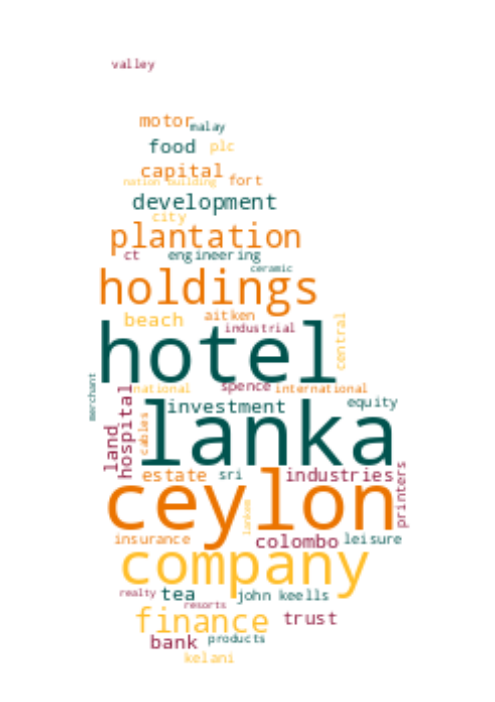 valley
motor
malay
food plc
capital
nation building fort
development
city
plantation
ct engineering
ceramic
holdings
beach aitken
industrial
central
hotel
merchant
national spence international
hospital
investment equity
land
cables
lanka
estate sri industries
printers
ceylon
lankem
insurance colombo leisure
company
realty tea john keells
resorts
finance trust
bank products
kelani